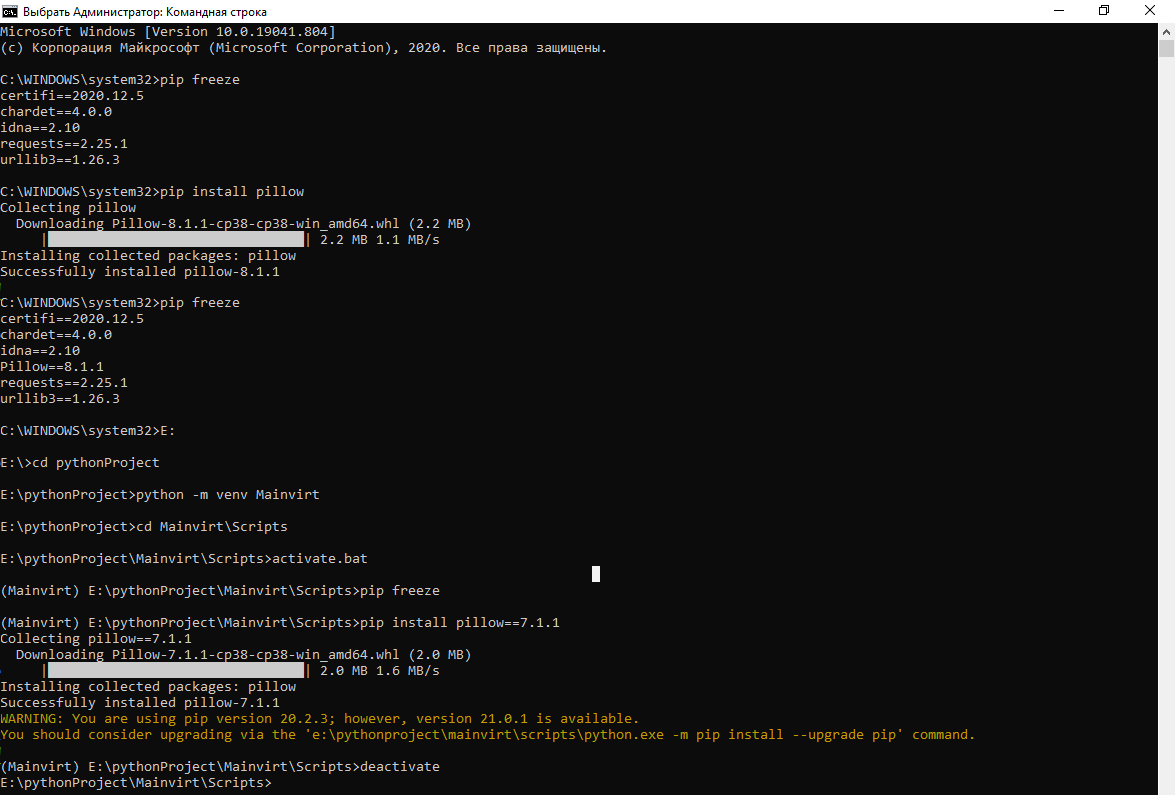 Выбрать Администратор: Командная строка
Microsoft Windows [Version 10.0.19041.804]
(c) Корпорация Майкрософт (Microsoft Corporation), 2020. Все права защищены.
C:\WINDOWS\system32>pip freeze
certifi==2020.12.5
chardet==4.0.0
idna==2.10
requests==2.25.1
urllib3==1.26.3
C:\WINDOWS\system32>pip install pillow
Collecting pillow
Downloading Pillow-8.1.1-cp38-cp38-win_amd64.whl (2.2 MB)
| | 2.2 MB 1.1 MB/s
Installing collected packages: pillow
Successfully installed pillow-8.1.1
C:\WINDOWS\system32>pip freeze
certifi==2020.12.5
chardet==4.0.0
idna==2.10
Pillow==8.1.1
requests==2.25.1
urllib3==1.26.3
C:\WINDOWS\system32>E:
E:\>cd pythonProject
E:\pythonProject>python -m venv Mainvirt
E:\pythonProject>cd Mainvirt\Scripts
E:\pythonProject\Mainvirt\Scripts>activate.bat
(Mainvirt) E:\pythonProject\Mainvirt\Scripts>pip freeze
(Mainvirt) E:\pythonProject\Mainvirt\Scripts>pip install pillow==7.1.1
Collecting pillow==7.1.1
Downloading Pillow-7.1.1-cp38-cp38-win_amd64.whl (2.0 MB)
| | 2.0 MB 1.6 MB/s
Installing collected packages: pillow
Successfully installed pillow-7.1.1
WARNING: You are using pip version 20.2.3; however, version 21.0.1 is available.
You should consider upgrading via the 'e:\pythonproject\mainvirt\scripts\python.exe -m pip install --upgrade pip' command.
(Mainvirt) E:\pythonProject\Mainvirt\Scripts>deactivate
E:\pythonProject\Mainvirt\Scripts>